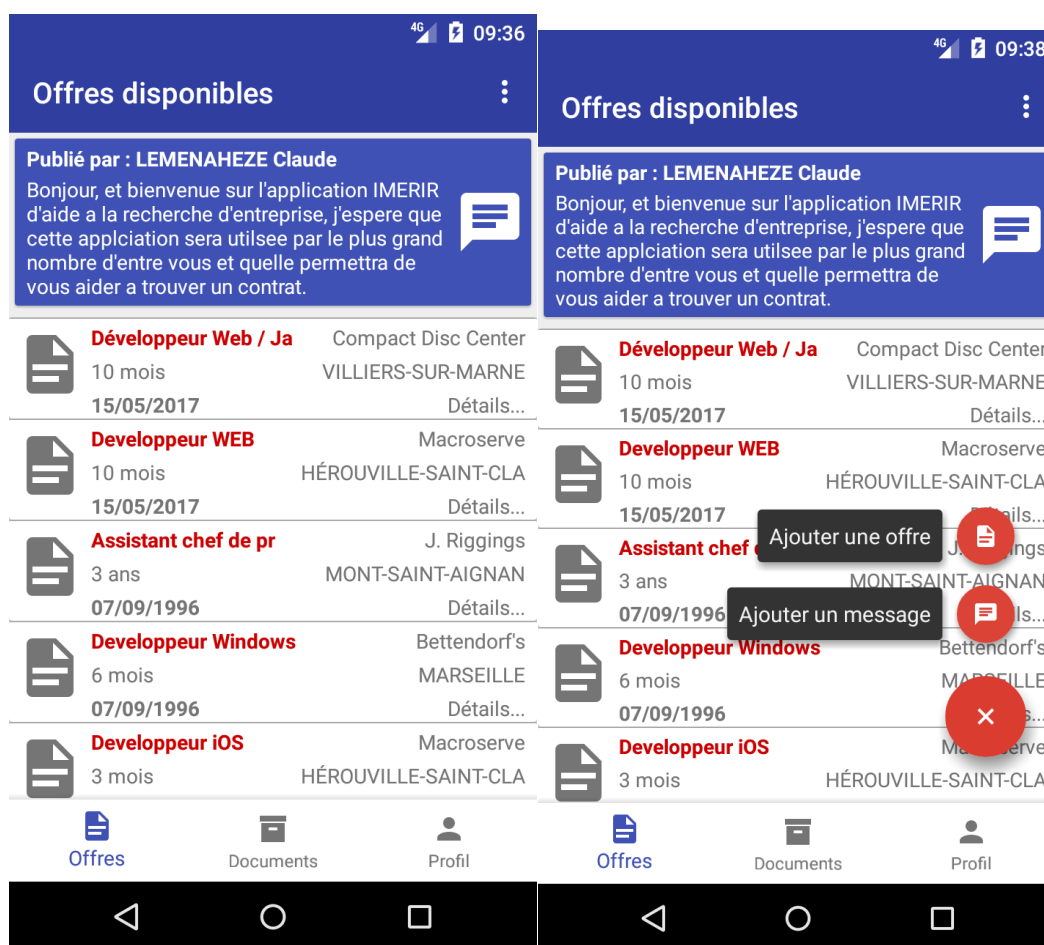 4G 09:36
Offres disponibles
Publié par : LEMENAHEZE Claude
Bonjour, et bienvenue sur l'application IMERIR
d'aide a la recherche d'entreprise, j'espere que
cette applciation sera utilsee par le plus grand
nombre d'entre vous et quelle permettra de
vous aider a trouver un contrat.
Développeur Web / Ja Compact Disc Center
10 mois VILLIERS-SUR-MARNE
15/05/2017 Détails...
Developpeur WEB Macroserve
10 mois HÉROUVILLE-SAINT-CLA
15/05/2017 Détails...
Assistant chef de pr J. Riggings
3 ans MONT-SAINT-AIGNAN
07/09/1996 Détails...
Developpeur Windows Bettendorf's
6 mois MARSEILLE
07/09/1996 Détails...
Developpeur iOS Macroserve
3 mois HÉROUVILLE-SAINT-CLA
Offres Documents Profil
4G 09:38
Offres disponibles
Publié par : LEMENAHEZE Claude
Bonjour, et bienvenue sur l'application IMERIR
d'aide a la recherche d'entreprise, j'espere que
cette applciation sera utilsee par le plus grand
nombre d'entre vous et quelle permettra de
vous aider a trouver un contrat.
Développeur Web / Ja Compact Disc Center
10 mois VILLIERS-SUR-MARNE
15/05/2017 Détails...
Developpeur WEB Macroserve
10 mois HÉROUVILLE-SAINT-CLA
15/05/2017
Ajouter une offre
Assistant chef
3 ans MONT-SAINT-AIGNAN
07/09/1996
Ajouter un message
Developpeur Windows Bettendorf's
6 mois
07/09/1996
Developpeur iOS
3 mois HÉROUVILLE-SAINT-CLA
Offres Documents Profil